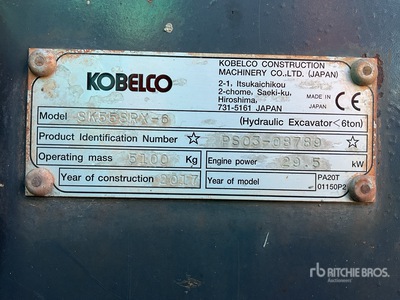 KOBELCO
KOBELCO CONSTRUCTION
MACHINERY CO.,LTD. (JAPAN)
2-1, Itsukaichikou
2-chome, Saeki-ku,
Hiroshima,
731-5161 JAPAN
MADE IN
JAPAN
CE
Model SK55SRX-6 (Hydraulic Excavator<6ton)
Product Identification Number ☆ PS05-08789 ☆
Operating mass 5100 Kg Engine power 29.5 kW
Year of construction 2017 Year of model
PA20T
01150P2
rb RITCHIE BROS.
Auctioneers